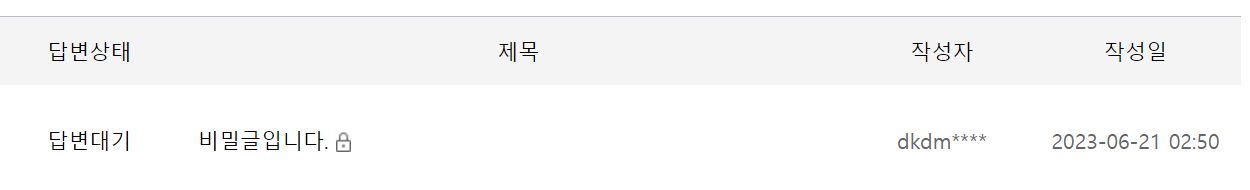 답변상태 제목 작성자 작성일
답변대기 비밀글입니다. dkdm**** 2023-06-21 02:50